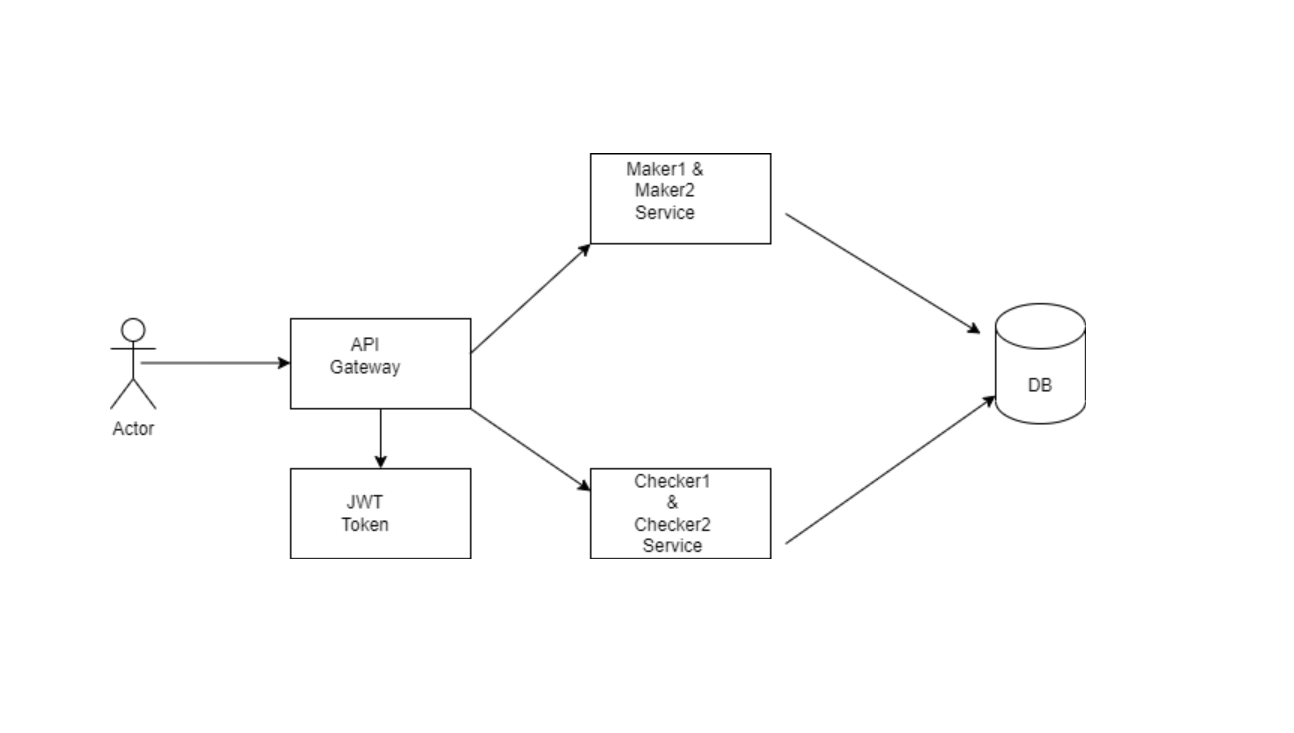 Maker1 &
Maker2
Service
API
Gateway
DB
Actor
Checker1
&
Checker2
Service
JWT
Token